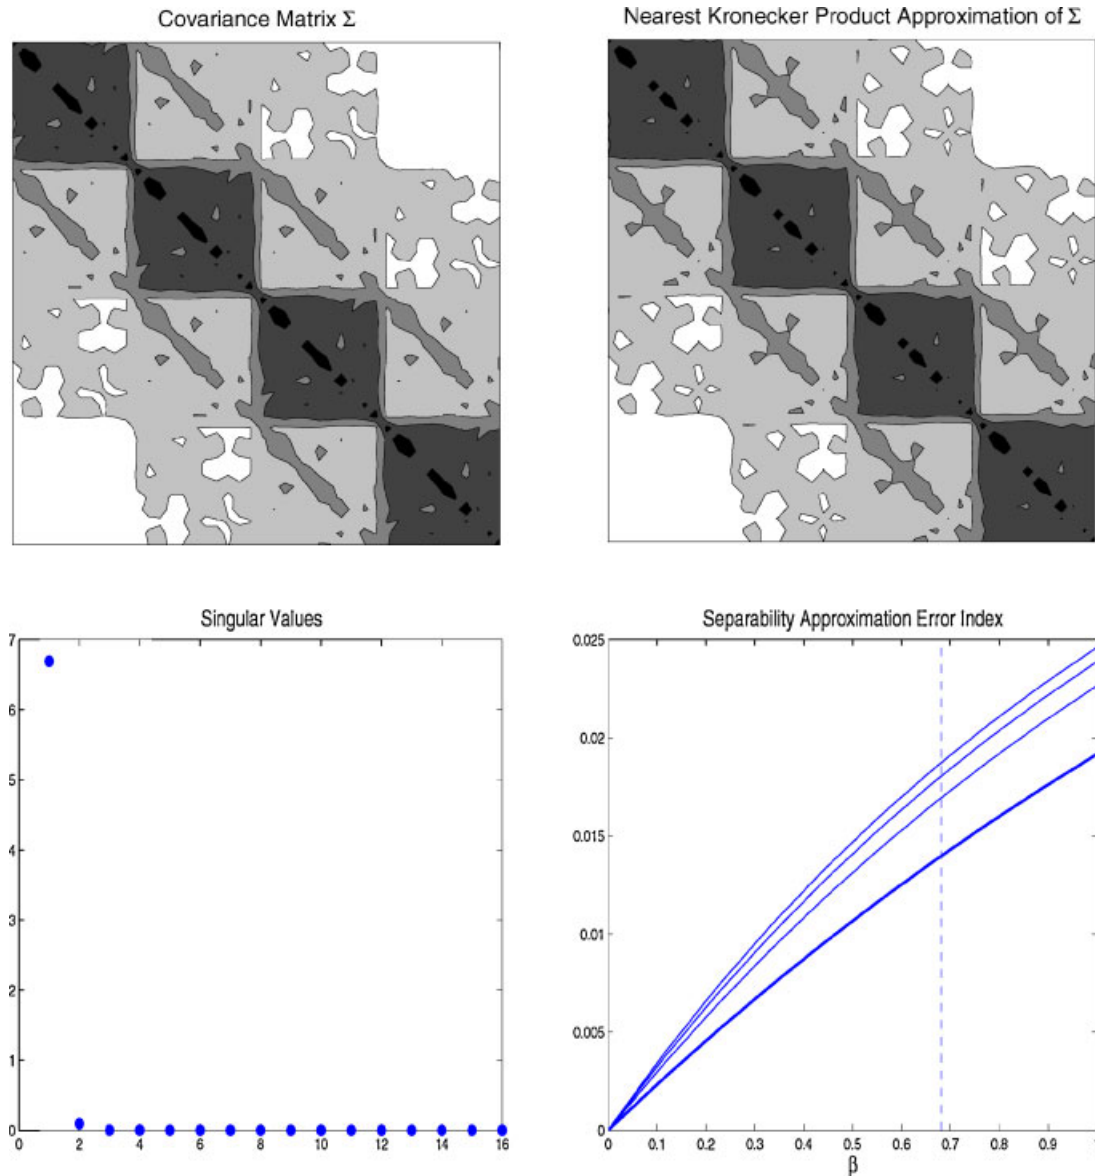 Covariance Matrix Σ
Nearest Kronecker Product Approximation of Σ
Singular Values
7
6
5
4
3
2
1
0
0 2 4 6 8 10 12 14 16
Separability Approximation Error Index
0.025
0.02
0.015
0.01
0.005
0
0 0.1 0.2 0.3 0.4 0.5 0.6 0.7 0.8 0.9 1
β